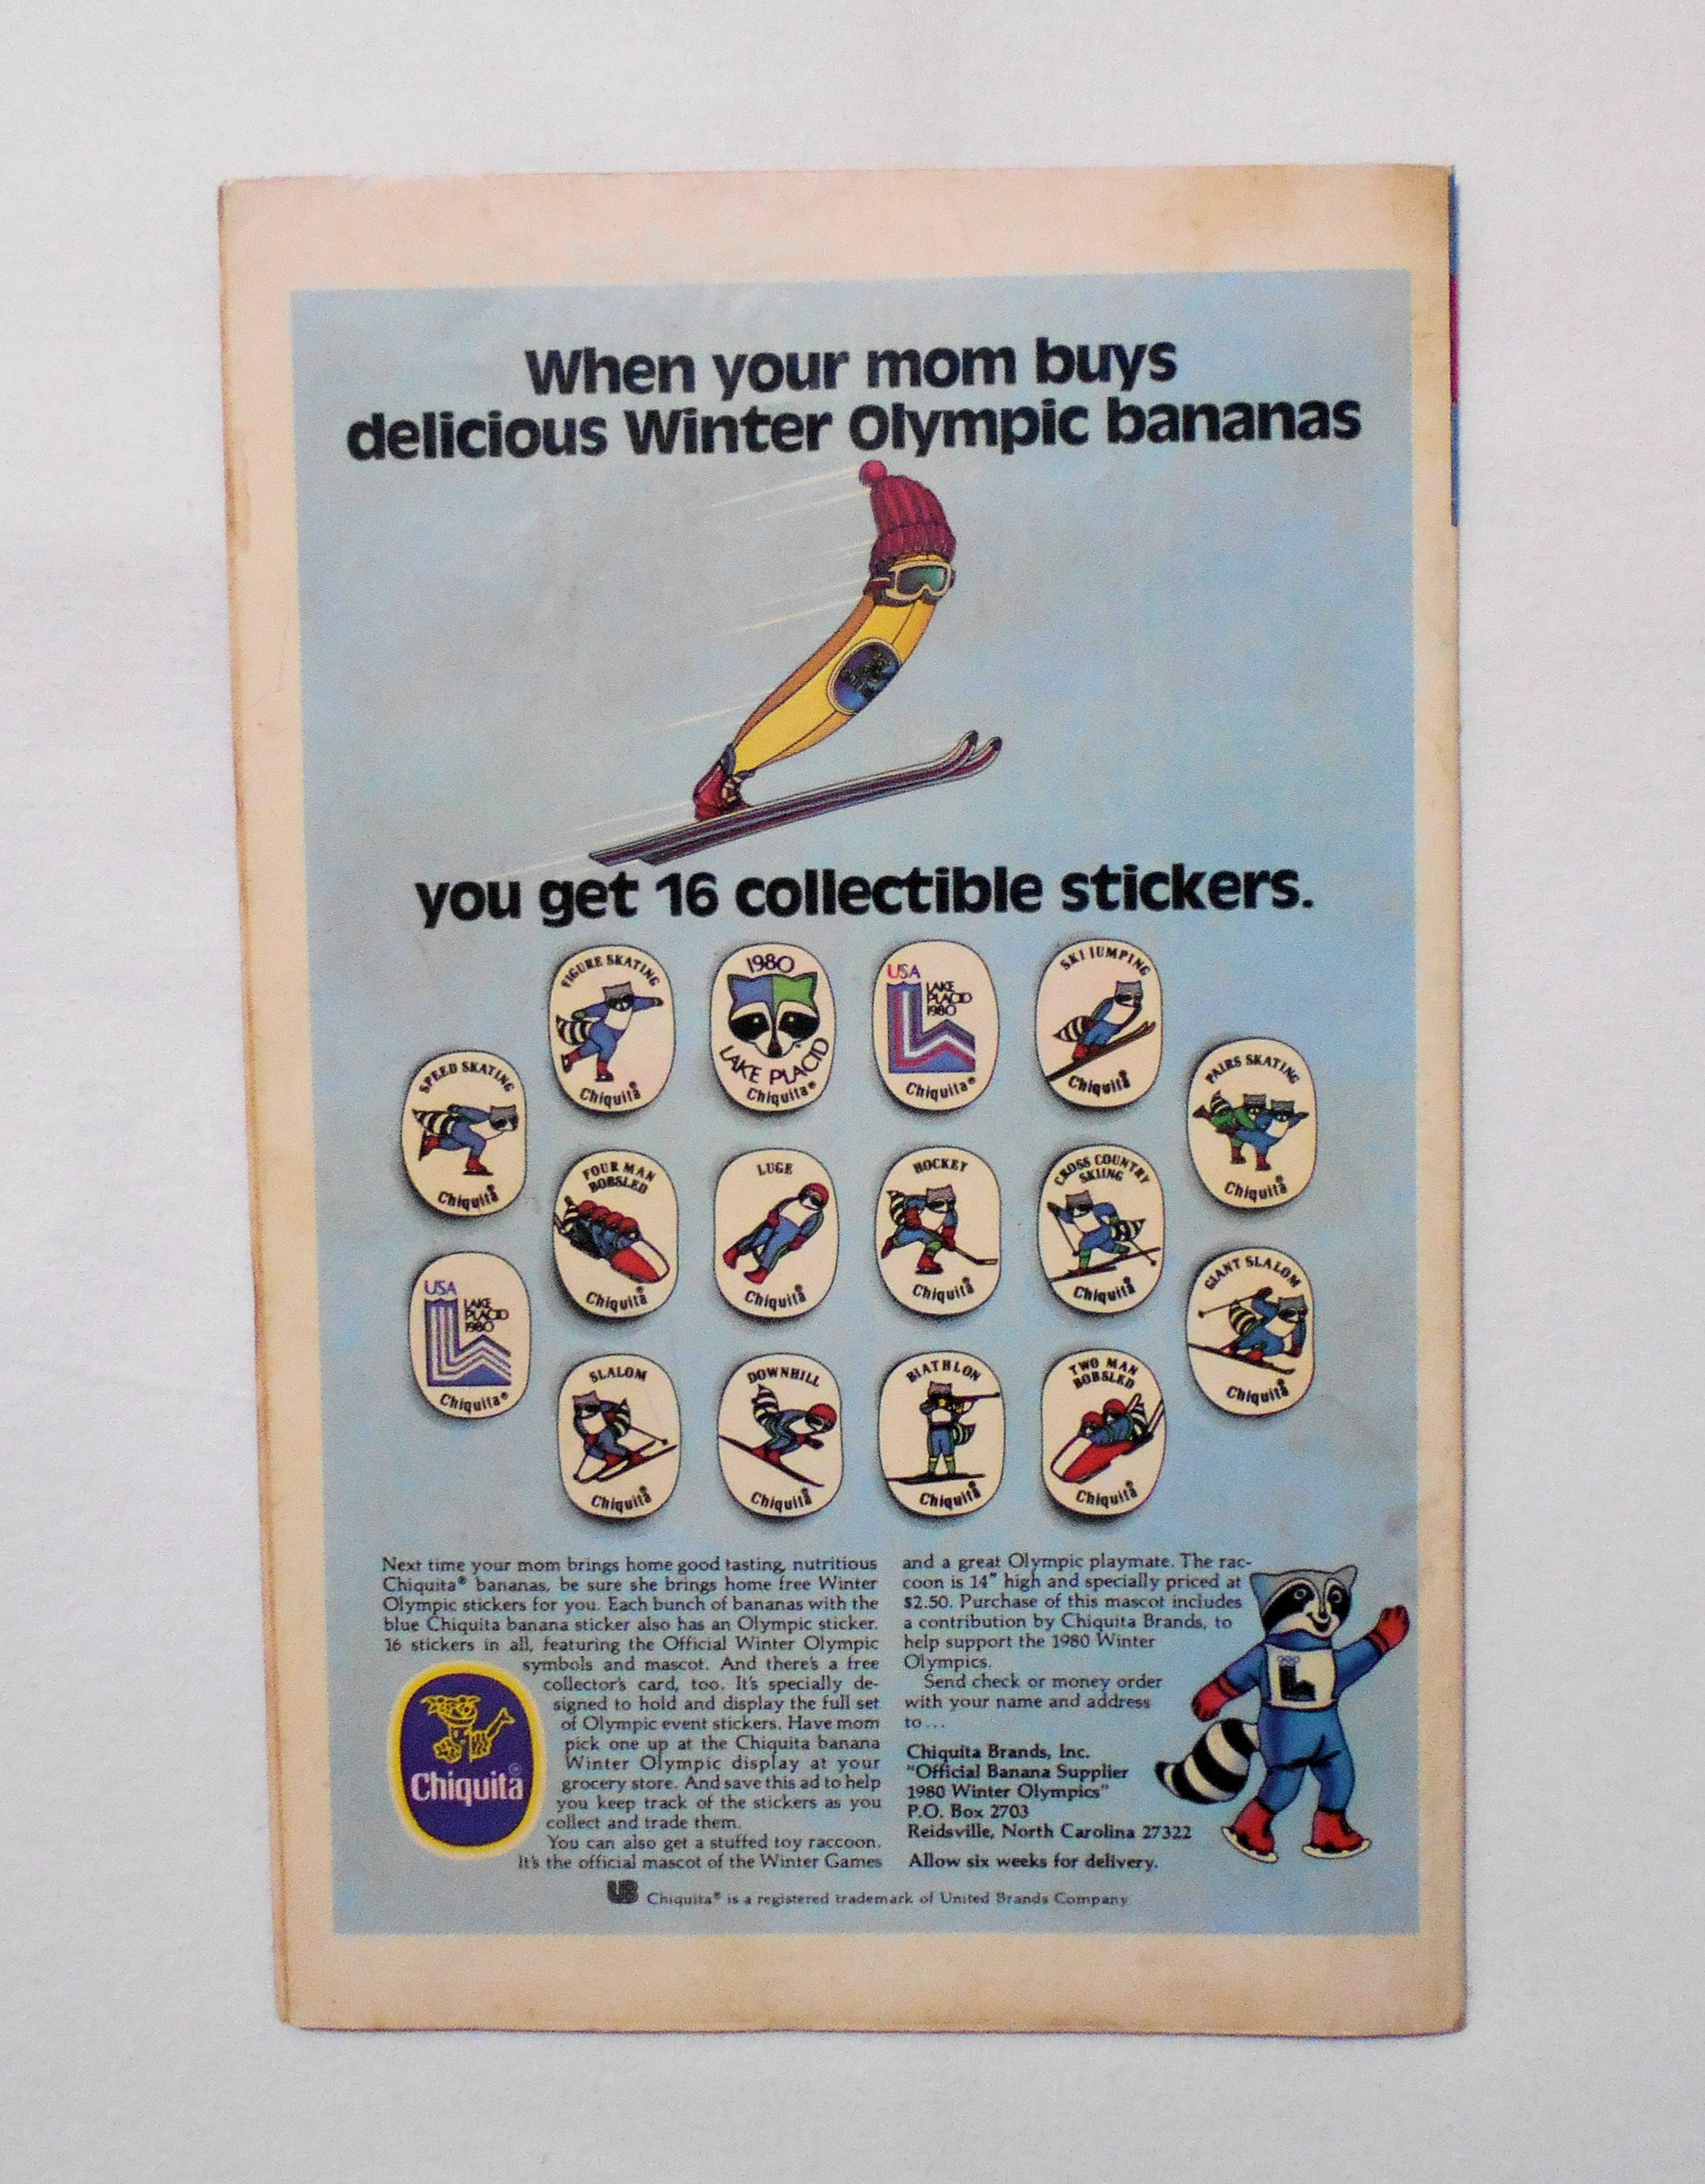 When your mom buys
delicious Winter Olympic bananas
you get 16 collectible stickers.
FIGURE SKATING
Chiquita®
1980
LAKE PLACID
Chiquita®
USA
LAKE
PLACID
1980
Chiquita®
SKI JUMPING
Chiquita®
SPEED SKATING
Chiquita®
PAIRS SKATING
Chiquita®
FOUR MAN
BOBSLED
Chiquita®
LUGE
Chiquita®
HOCKEY
Chiquita®
CROSS COUNTRY
SKIING
Chiquita®
USA
LAKE
PLACID
1980
Chiquita®
GIANT SLALOM
Chiquita®
SLALOM
Chiquita®
DOWNHILL
Chiquita®
BIATHLON
Chiquita®
TWO MAN
BOBSLED
Chiquita®
Next time your mom brings home good tasting, nutritious
Chiquita® bananas, be sure she brings home free Winter
Olympic stickers for you. Each bunch of bananas with the
blue Chiquita banana sticker also has an Olympic sticker.
16 stickers in all, featuring the Official Winter Olympic
symbols and mascot. And there's a free
collector's card, too. It's specially de-
signed to hold and display the full set
of Olympic event stickers. Have mom
pick one up at the Chiquita banana
Winter Olympic display at your
grocery store. And save this ad to help
you keep track of the stickers as you
collect and trade them.
You can also get a stuffed toy raccoon.
It's the official mascot of the Winter Games
Chiquita®
and a great Olympic playmate. The rac-
coon is 14" high and specially priced at
$2.50. Purchase of this mascot includes
a contribution by Chiquita Brands, to
help support the 1980 Winter
Olympics.
Send check or money order
with your name and address
to...
Chiquita Brands, Inc.
"Official Banana Supplier
1980 Winter Olympics"
P.O. Box 2703
Reidsville, North Carolina 27322
Allow six weeks for delivery.
L
UB Chiquita® is a registered trademark of United Brands Company